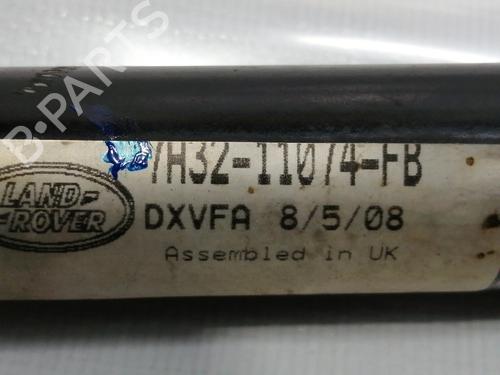 B-PARTS
7H32-11074-FB
LAND-
-ROVER
DXVFA 8/5/08
Assembled in UK